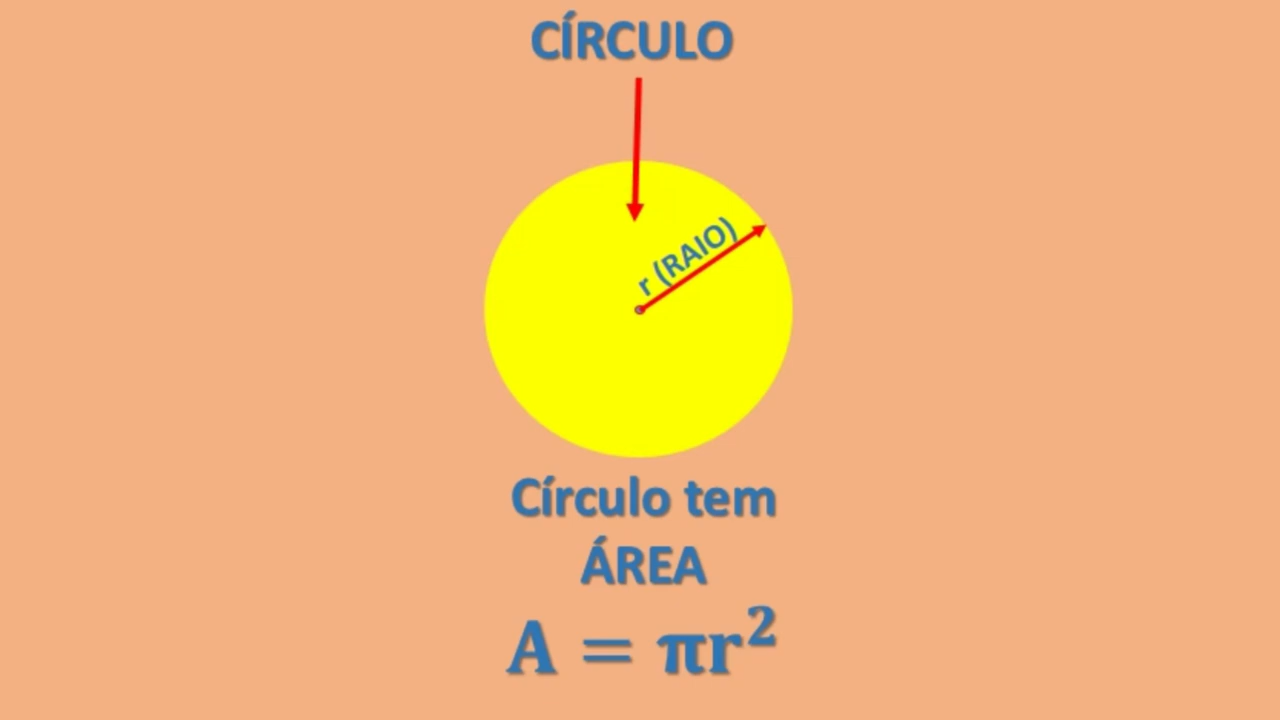 CÍRCULO
r (RAIO)
Círculo tem
ÁREA
A = πr²